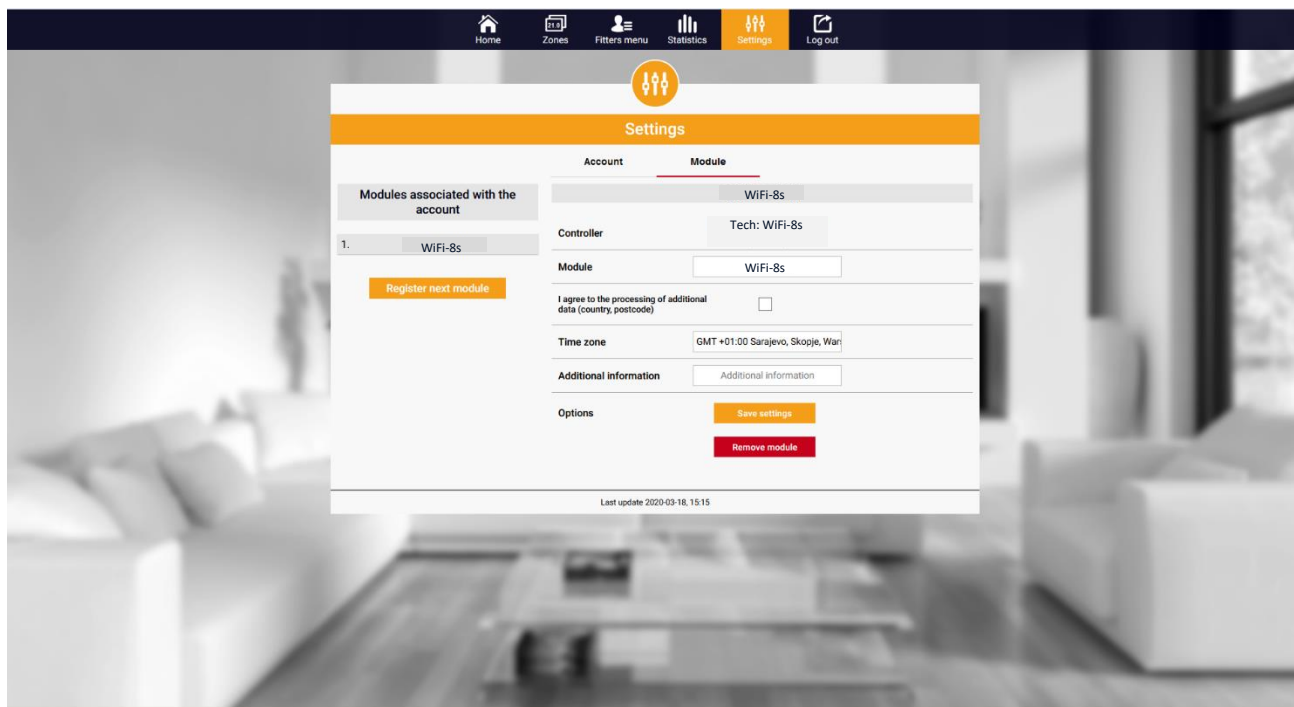 Home
Zones
Fitters menu
Statistics
Settings
Log out
21.0
Settings
Account
Module
Modules associated with the
account
1.
WiFi-8s
Register next module
WiFi-8s
Controller
Tech: WiFi-8s
Module
WiFi-8s
I agree to the processing of additional
data (country, postcode)
Time zone
GMT +01:00 Sarajevo, Skopje, War
Additional information
Additional information
Options
Save settings
Remove module
Last update 2020-03-18, 15:15